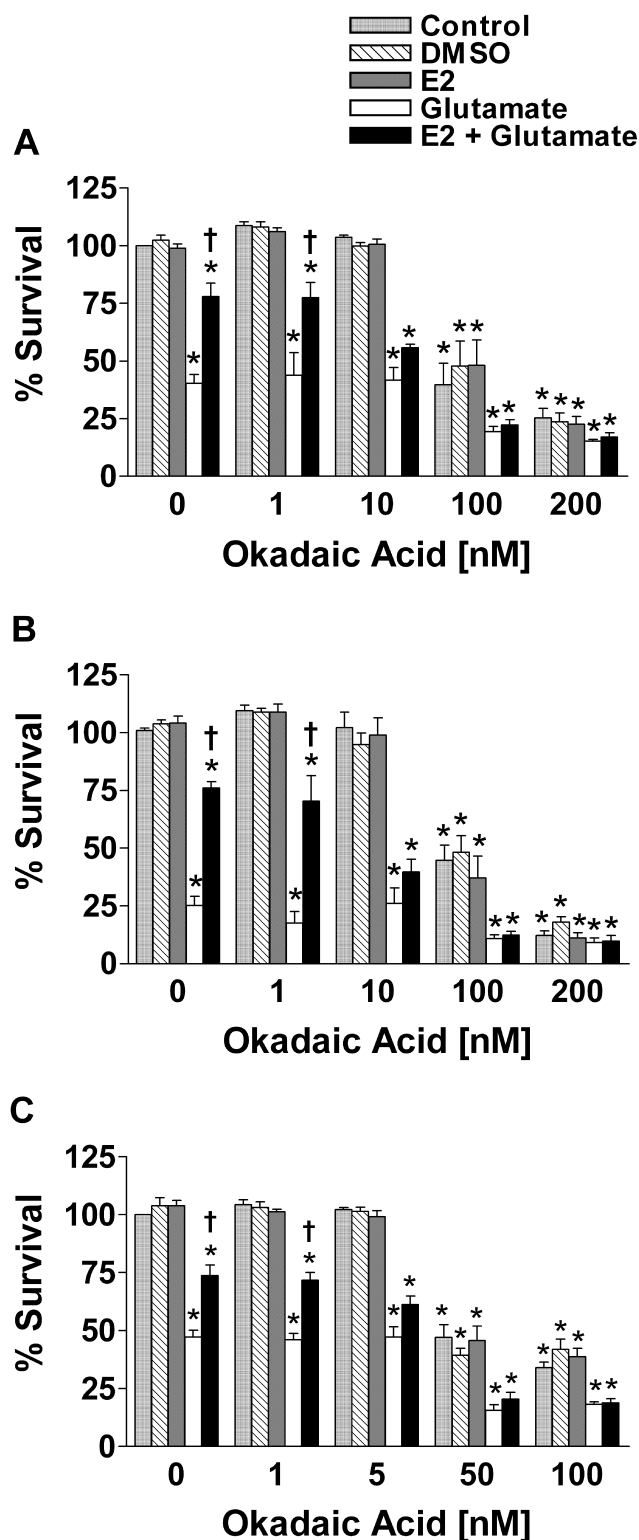 Control
DMSO
E2
Glutamate
E2 + Glutamate
A
125
† †
* *
100
75
% Survival
* * * *
50
* * *
* * * * *
25
* *
0
0 1 10 100 200
Okadaic Acid [nM]
B
125
† †
* *
100
75
% Survival
* * *
50
* * *
* * * * *
25
* *
0
0 1 10 100 200
Okadaic Acid [nM]
C
125
† †
* *
100
75
% Survival
* * * *
50
* * * * * *
* * * *
25
0
0 1 5 50 100
Okadaic Acid [nM]